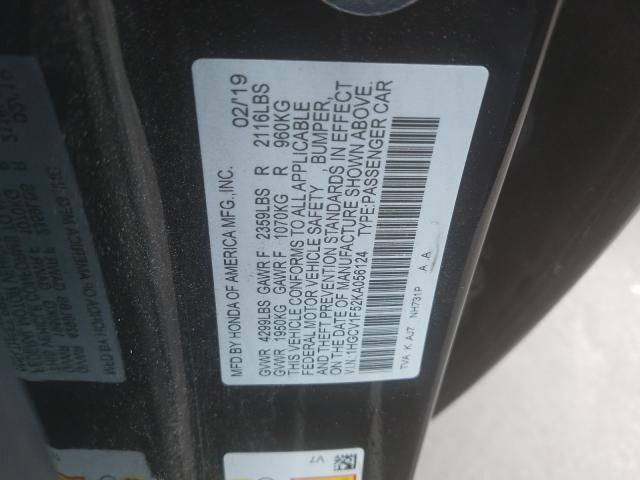 MFD. BY HONDA OF AMERICA MFG., INC. 02/'19
GVWR 4299LBS GAWR F 2359LBS R 2116LBS
GVWR 1950KG GAWR F 1070KG R 960KG
THIS VEHICLE CONFORMS TO ALL APPLICABLE
FEDERAL MOTOR VEHICLE SAFETY , BUMPER,
AND THEFT PREVENTION STANDARDS IN EFFECT
ON THE DATE OF MANUFACTURE SHOWN ABOVE.
V.I.N.:1HGCV1F52KA056124 TYPE:PASSENGER CAR
TVA K AJ7 NH731P A A
V7